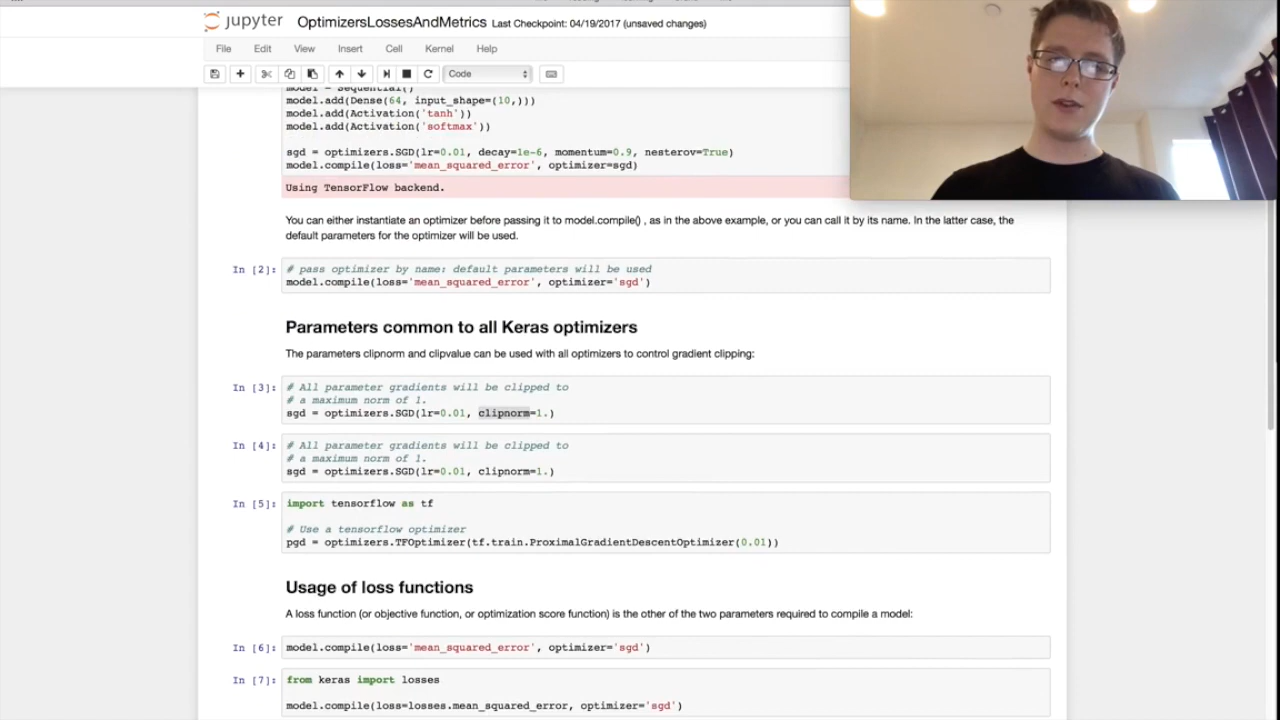 jupyter OptimizersLossesAndMetrics Last Checkpoint: 04/19/2017 (unsaved changes)
File Edit View Insert Cell Kernel Help
Code
model = Sequential()
model.add(Dense(64, input_shape=(10,)))
model.add(Activation('tanh'))
model.add(Activation('softmax'))
sgd = optimizers.SGD(lr=0.01, decay=1e-6, momentum=0.9, nesterov=True)
model.compile(loss='mean_squared_error', optimizer=sgd)
Using TensorFlow backend.
You can either instantiate an optimizer before passing it to model.compile() , as in the above example, or you can call it by its name. In the latter case, the
default parameters for the optimizer will be used.
In [2]: # pass optimizer by name: default parameters will be used
model.compile(loss='mean_squared_error', optimizer='sgd')
Parameters common to all Keras optimizers
The parameters clipnorm and clipvalue can be used with all optimizers to control gradient clipping:
In [3]: # All parameter gradients will be clipped to
# a maximum norm of 1.
sgd = optimizers.SGD(lr=0.01, clipnorm=1.)
In [4]: # All parameter gradients will be clipped to
# a maximum norm of 1.
sgd = optimizers.SGD(lr=0.01, clipnorm=1.)
In [5]: import tensorflow as tf
# Use a tensorflow optimizer
pgd = optimizers.TFOptimizer(tf.train.ProximalGradientDescentOptimizer(0.01))
Usage of loss functions
A loss function (or objective function, or optimization score function) is the other of the two parameters required to compile a model:
In [6]: model.compile(loss='mean_squared_error', optimizer='sgd')
In [7]: from keras import losses
model.compile(loss=losses.mean_squared_error, optimizer='sgd')